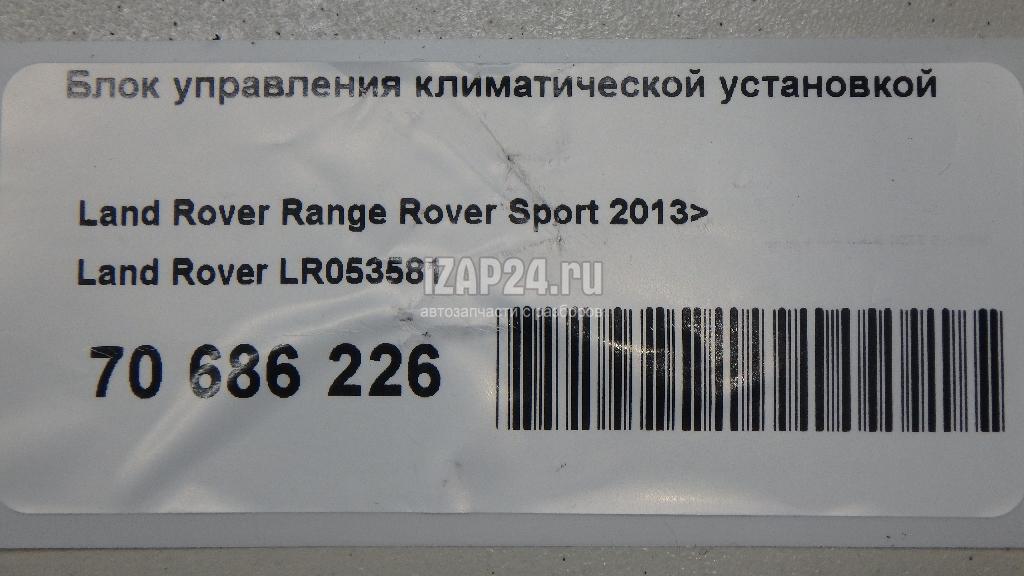 Блок управления климатической установкой
Land Rover Range Rover Sport 2013>
Land Rover LR053581
iZAP24.ru
автозапчасти с разборов
70 686 226